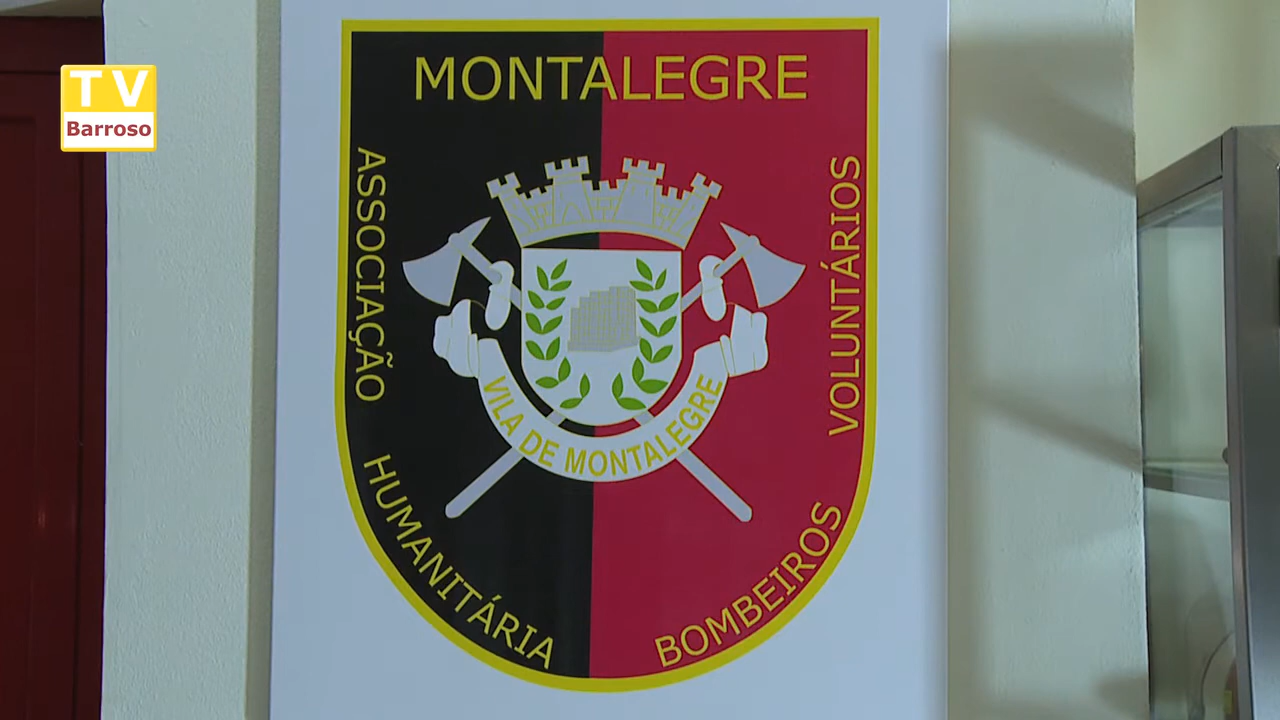 TV
Barroso
MONTALEGRE
ASSOCIAÇÃO
HUMANITÁRIA
BOMBEIROS
VOLUNTÁRIOS
VILA DE MONTALEGRE